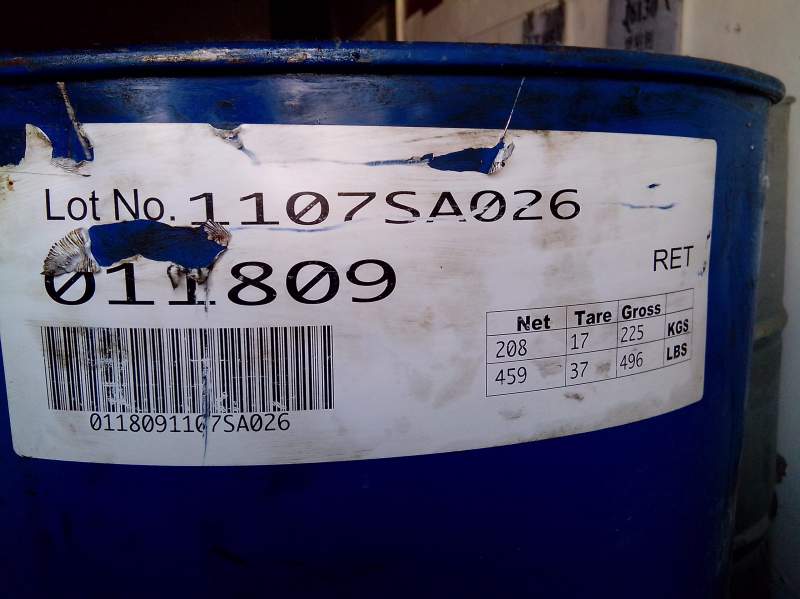 Lot No. 1107SA026
011809
RET
Net Tare Gross
208 17 225 KGS
459 37 496 LBS
0118091107SA026